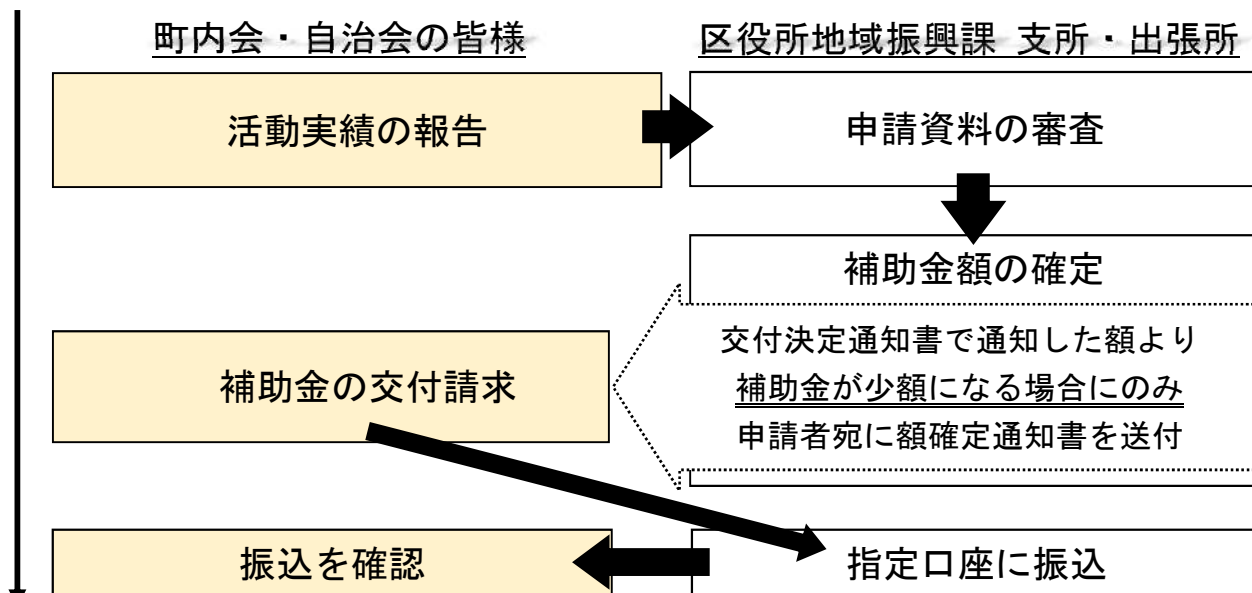 町内会・自治会の皆様
区役所地域振興課 支所・出張所
活動実績の報告
申請資料の審査
補助金額の確定
交付決定通知書で通知した額より
補助金が少額になる場合にのみ
申請者宛に額確定通知書を送付
補助金の交付請求
振込を確認
指定口座に振込